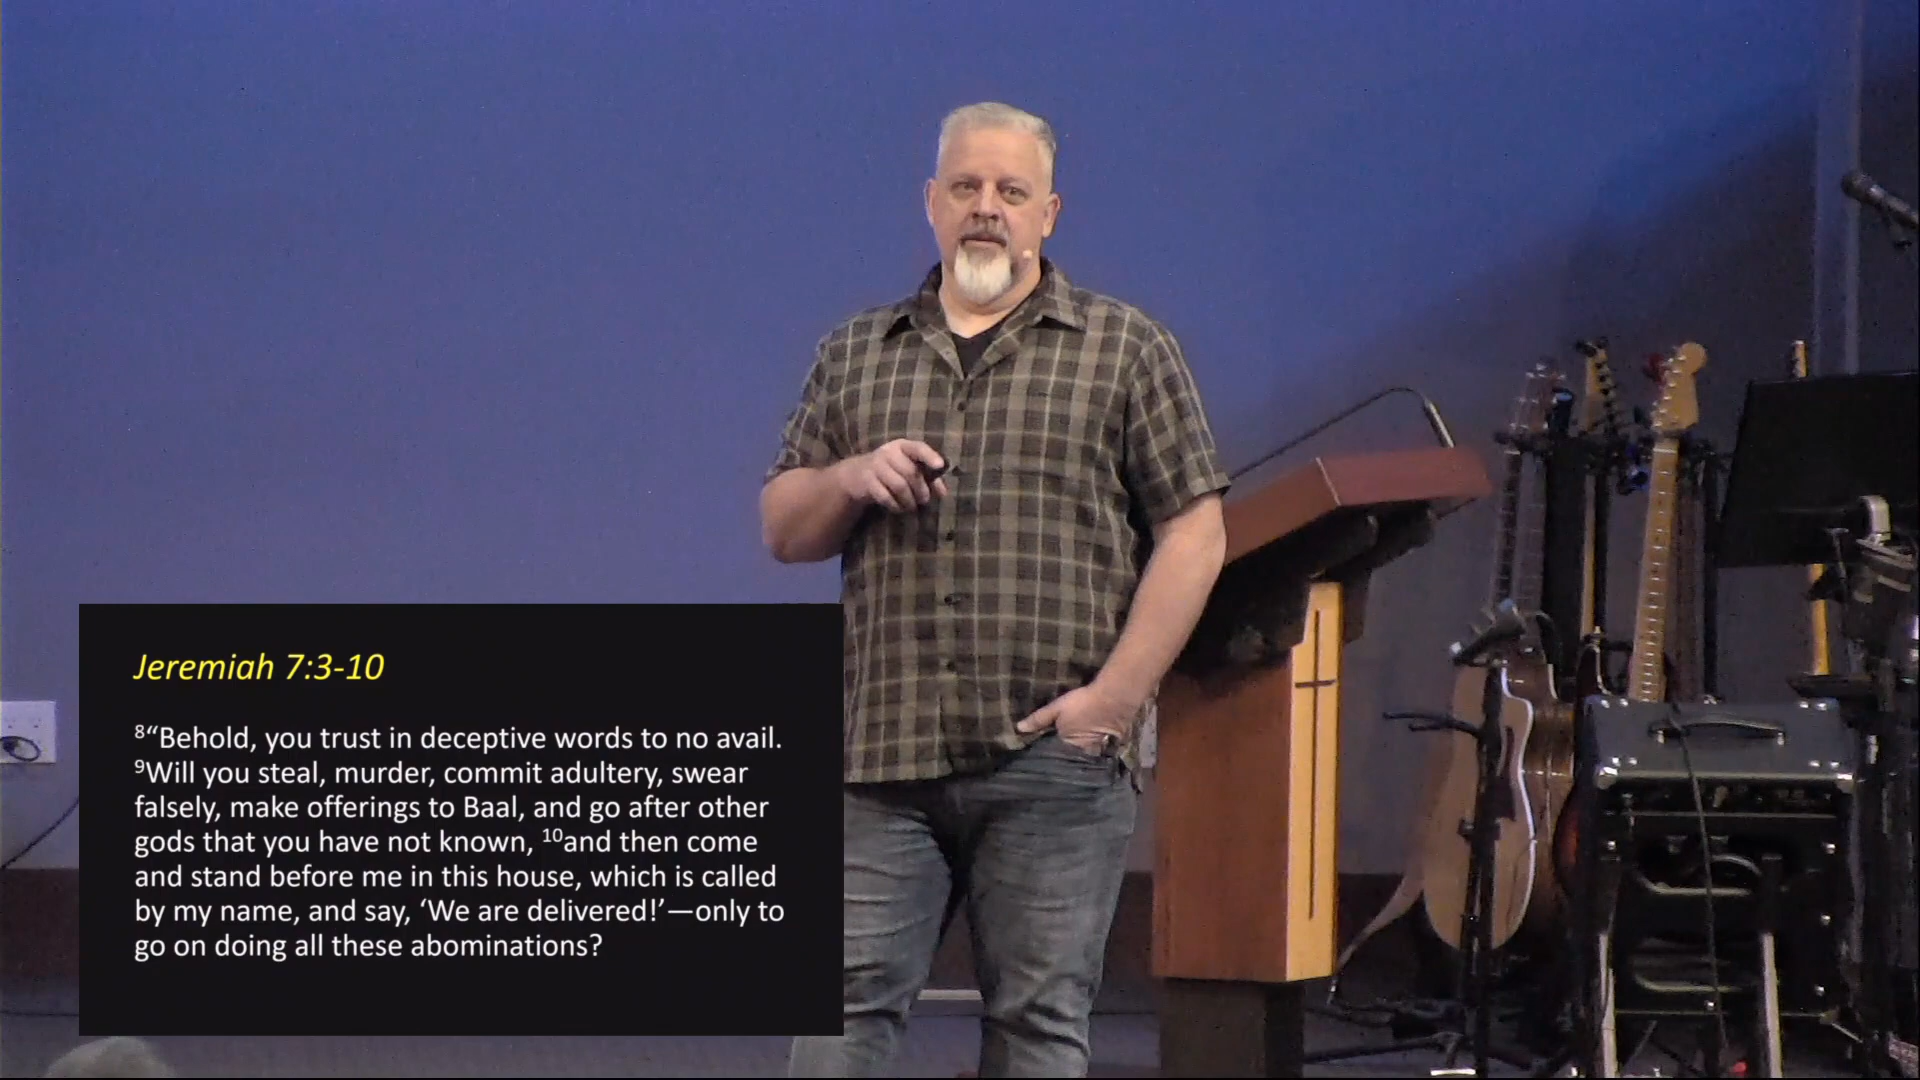 Jeremiah 7:3-10
⁸“Behold, you trust in deceptive words to no avail.
⁹Will you steal, murder, commit adultery, swear
falsely, make offerings to Baal, and go after other
gods that you have not known, ¹⁰and then come
and stand before me in this house, which is called
by my name, and say, ‘We are delivered!’—only to
go on doing all these abominations?